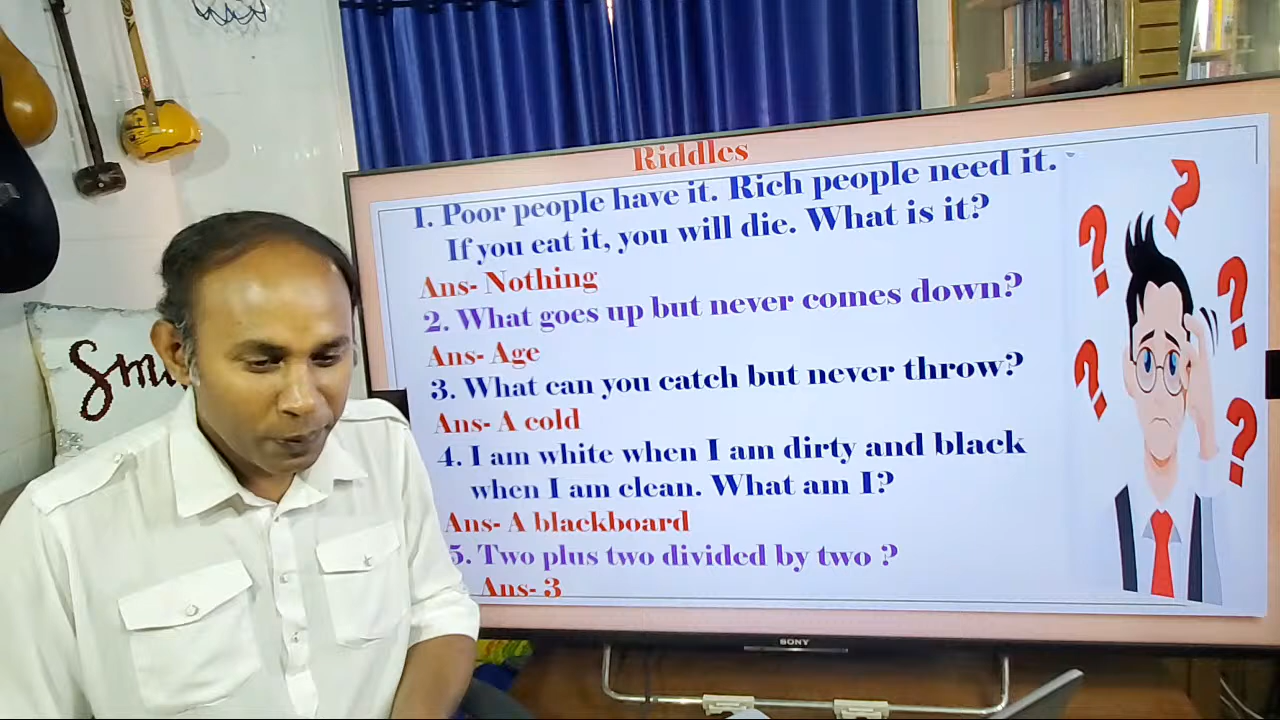 Riddles
1. Poor people have it. Rich people need it.
If you eat it, you will die. What is it?
Ans- Nothing
2. What goes up but never comes down?
Ans- Age
3. What can you catch but never throw?
Ans- A cold
4. I am white when I am dirty and black
when I am clean. What am I?
Ans- A blackboard
5. Two plus two divided by two ?
Ans- 3
SONY